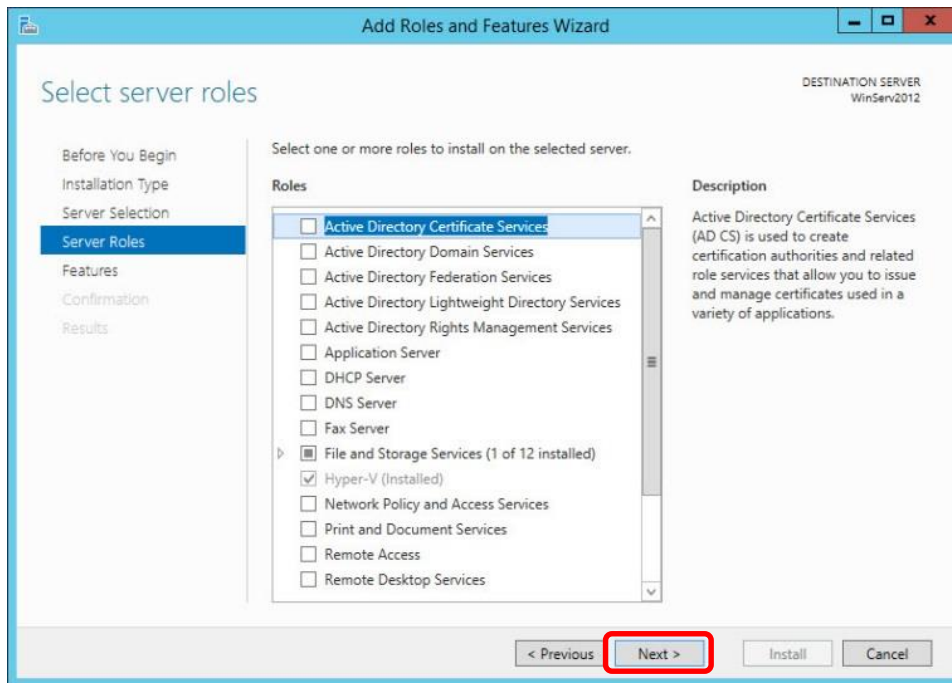 Add Roles and Features Wizard
Select server roles
DESTINATION SERVER
WinServ2012
Before You Begin
Installation Type
Server Selection
Server Roles
Features
Confirmation
Results
Select one or more roles to install on the selected server.
Roles
Active Directory Certificate Services
Active Directory Domain Services
Active Directory Federation Services
Active Directory Lightweight Directory Services
Active Directory Rights Management Services
Application Server
DHCP Server
DNS Server
Fax Server
File and Storage Services (1 of 12 installed)
Hyper-V (Installed)
Network Policy and Access Services
Print and Document Services
Remote Access
Remote Desktop Services
Description
Active Directory Certificate Services
(AD CS) is used to create
certification authorities and related
role services that allow you to issue
and manage certificates used in a
variety of applications.
< Previous
Next >
Install
Cancel